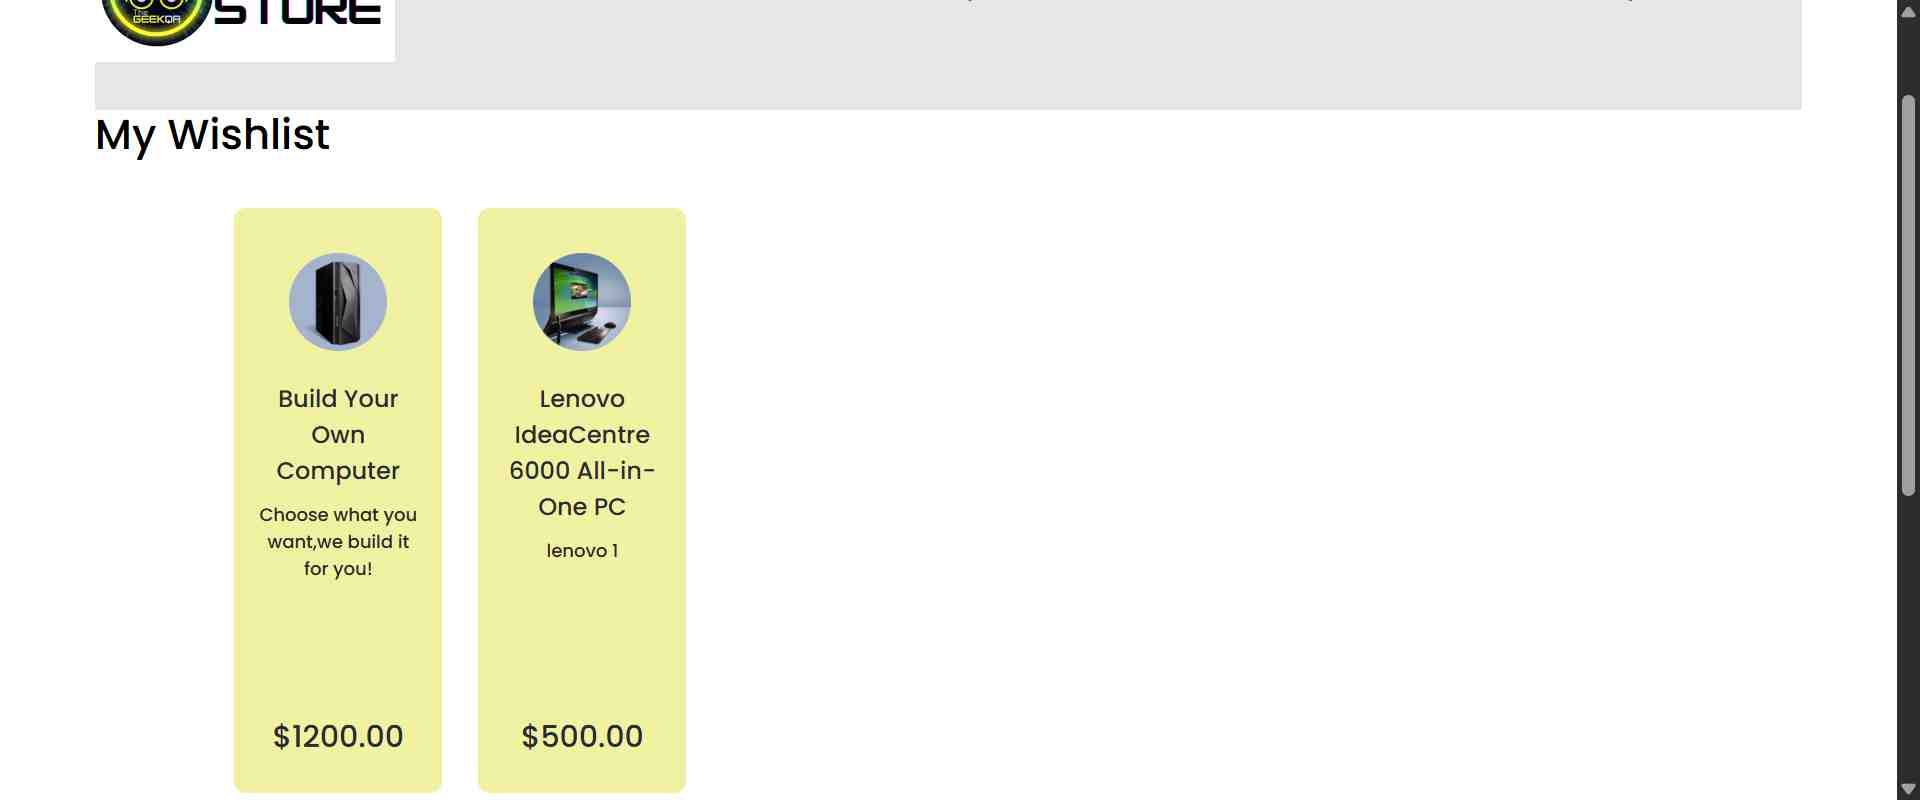 The
GEEKQA
STORE
My Wishlist
Build Your
Own
Computer
Choose what you
want,we build it
for you!
$1200.00
Lenovo
IdeaCentre
6000 All-in-
One PC
lenovo 1
$500.00